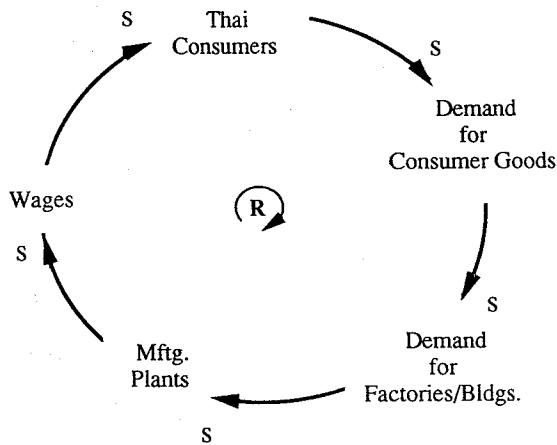 S
Thai
Consumers
S
Demand
for
Consumer Goods
Wages
R
S
S
Mftg.
Plants
Demand
for
Factories/Bldgs.
S